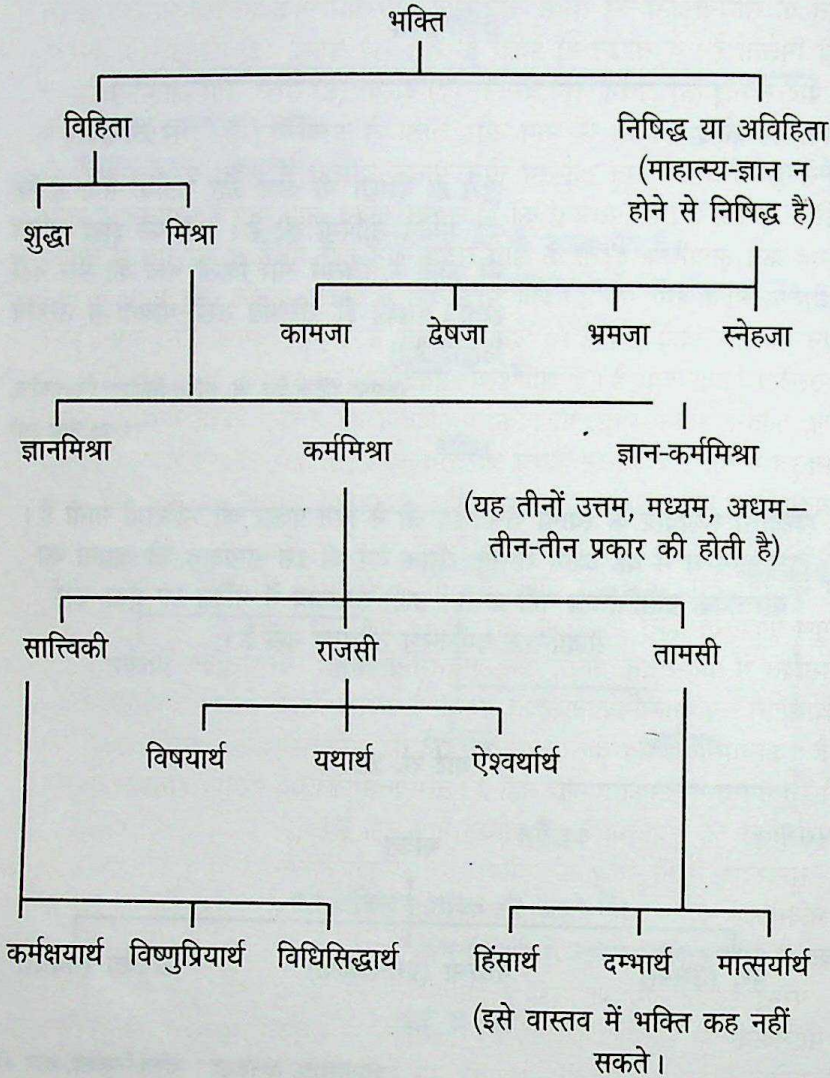 भक्ति
विहिता
निषिद्ध या अविहिता
(माहात्म्य-ज्ञान न
होने से निषिद्ध है)
शुद्धा मिश्रा
कामजा द्वेषजा भ्रमजा स्नेहजा
ज्ञानमिश्रा कर्ममिश्रा ज्ञान-कर्ममिश्रा
(यह तीनों उत्तम, मध्यम, अधम—
तीन-तीन प्रकार की होती है)
सात्त्विकी राजसी तामसी
विषयार्थ यथार्थ ऐश्वर्यार्थ
कर्मक्षयार्थ विष्णुप्रियार्थ विधिसिद्धार्थ हिंसार्थ दम्भार्थ मात्सर्यार्थ
(इसे वास्तव में भक्ति कह नहीं
सकते।